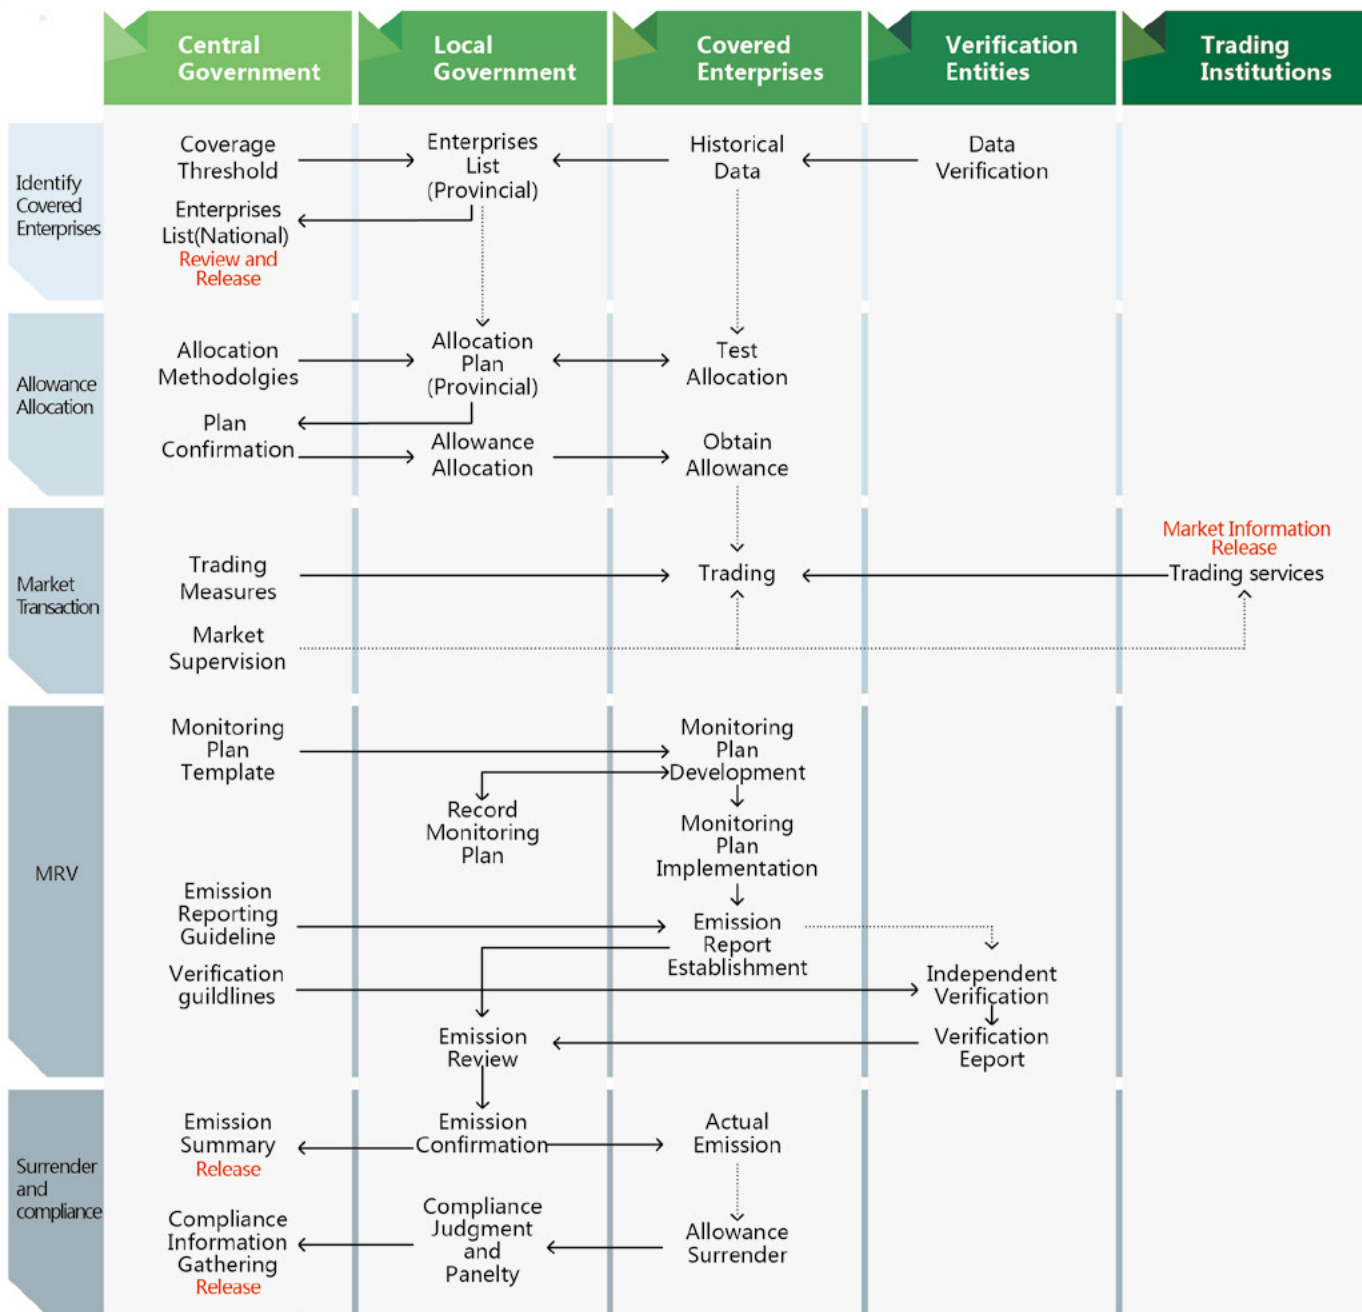 Central
Government
Local
Government
Covered
Enterprises
Verification
Entities
Trading
Institutions
Identify
Covered
Enterprises
Coverage
Threshold
Enterprises
List
(Provincial)
Historical
Data
Data
Verification
Enterprises
List(National)
Review and
Release
Allowance
Allocation
Allocation
Methodolgies
Allocation
Plan
(Provincial)
Test
Allocation
Plan
Confirmation
Allowance
Allocation
Obtain
Allowance
Market
Transaction
Trading
Measures
Trading
Market Information
Release
Trading services
Market
Supervision
MRV
Monitoring
Plan
Template
Monitoring
Plan
Development
Record
Monitoring
Plan
Monitoring
Plan
Implementation
Emission
Reporting
Guideline
Emission
Report
Establishment
Verification
guildlines
Independent
Verification
Emission
Review
Verification
Eeport
Surrender
and
compliance
Emission
Summary
Release
Emission
Confirmation
Actual
Emission
Compliance
Information
Gathering
Release
Compliance
Judgment
and
Panelty
Allowance
Surrender